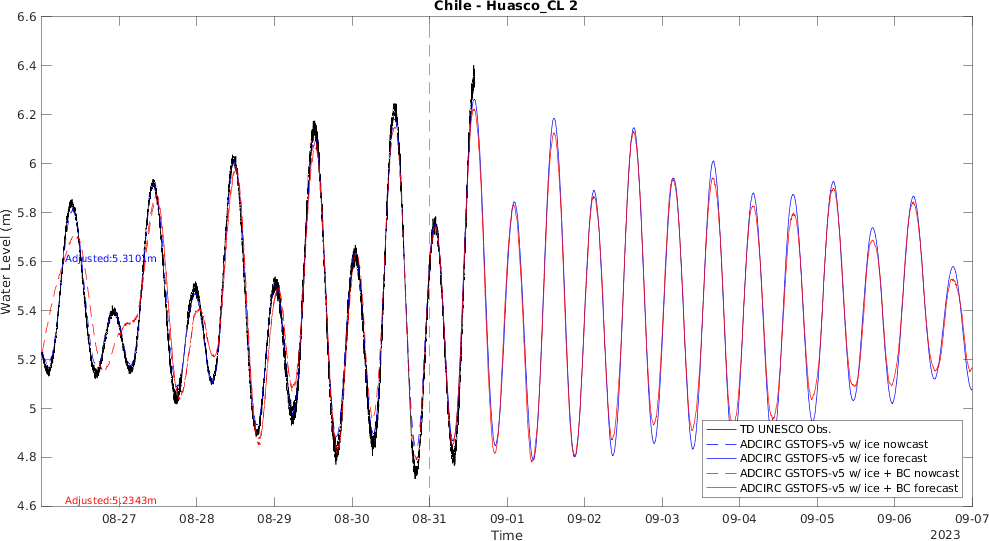 Chile - Huasco_CL 2
6.6
6.4
6.2
6
5.8
5.6
5.4
5.2
5
4.8
4.6
Water Level (m)
Adjusted:5.3101m
Adjusted:5.2343m
TD UNESCO Obs.
ADCIRC GSTOFS-v5 w/ ice nowcast
ADCIRC GSTOFS-v5 w/ ice forecast
ADCIRC GSTOFS-v5 w/ ice + BC nowcast
ADCIRC GSTOFS-v5 w/ ice + BC forecast
08-27 08-28 08-29 08-30 08-31 09-01 09-02 09-03 09-04 09-05 09-06 09-07
Time
2023